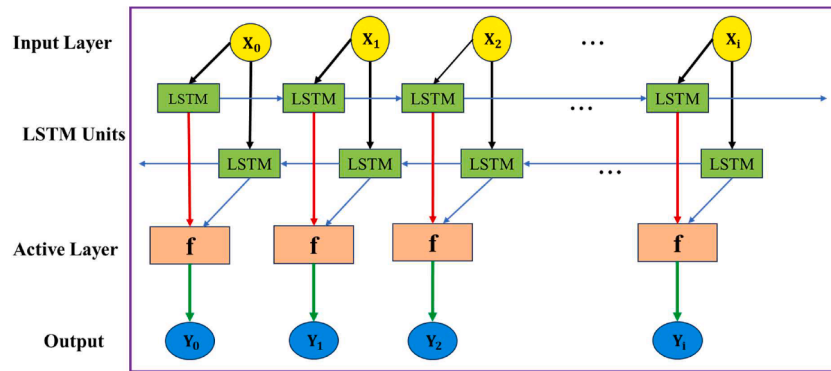 Input Layer X₀ X₁ X₂ ... Xᵢ
LSTM LSTM LSTM ... LSTM
LSTM Units
LSTM LSTM LSTM ... LSTM
Active Layer f f f f
Output Y₀ Y₁ Y₂ Yᵢ